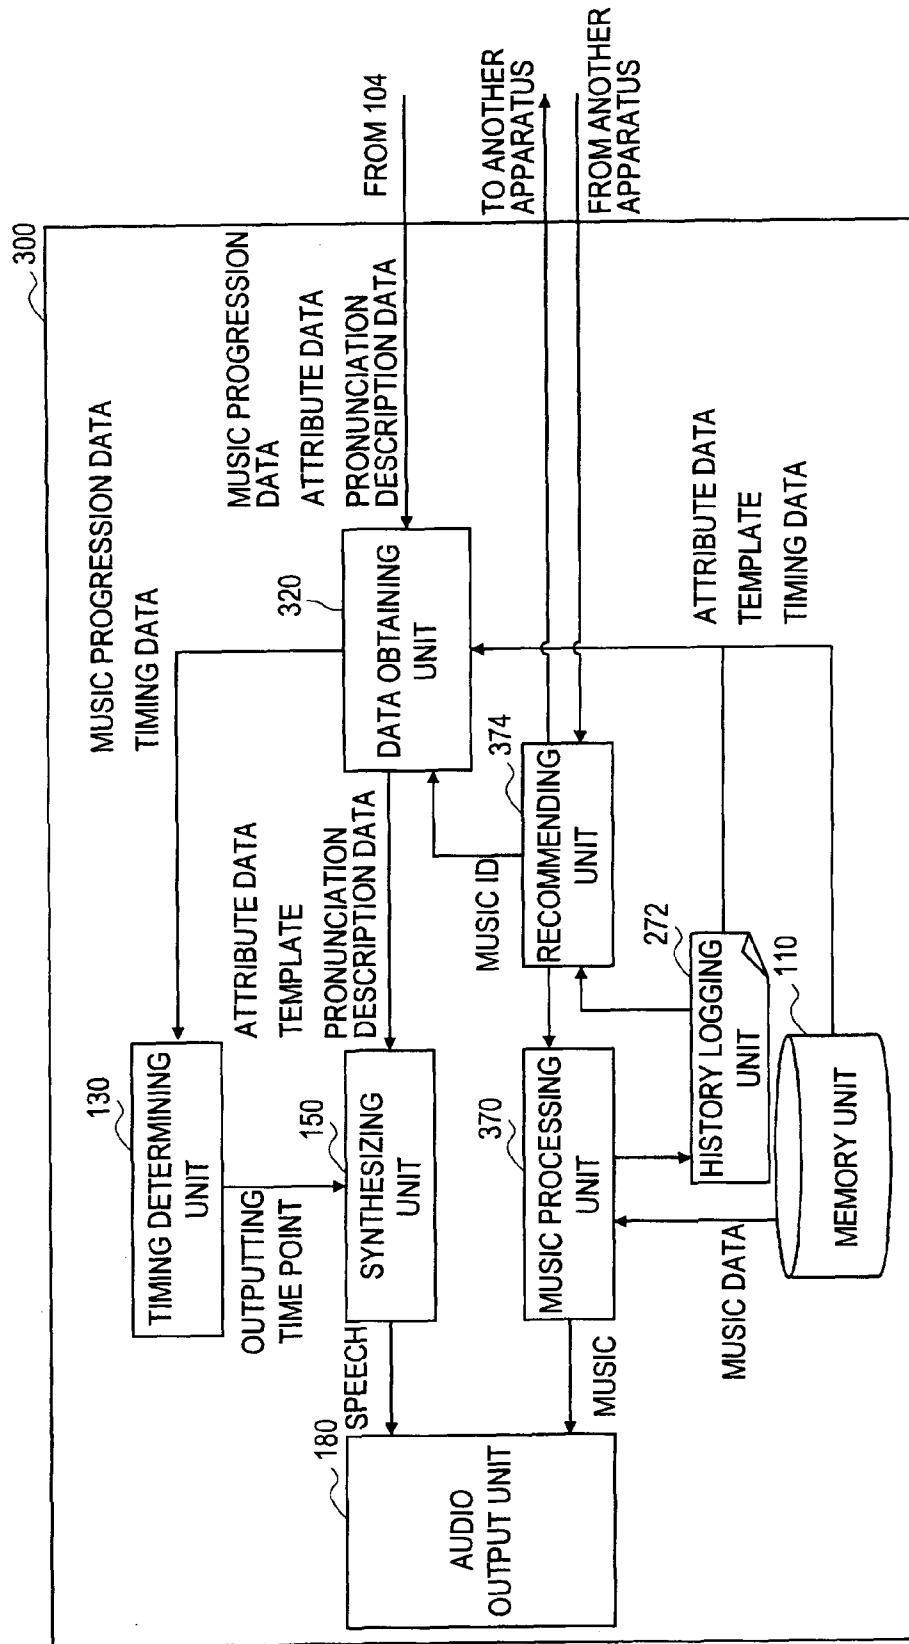 300
MUSIC PROGRESSION DATA
TIMING DATA
130
TIMING DETERMINING
UNIT
OUTPUTTING
TIME POINT
180
AUDIO
OUTPUT UNIT
SPEECH
150
SYNTHESIZING
UNIT
ATTRIBUTE DATA
TEMPLATE
PRONUNCIATION
DESCRIPTION DATA
320
DATA OBTAINING
UNIT
MUSIC PROGRESSION
DATA
ATTRIBUTE DATA
PRONUNCIATION
DESCRIPTION DATA
FROM 104
MUSIC
370
MUSIC PROCESSING
UNIT
MUSIC ID
374
RECOMMENDING
UNIT
TO ANOTHER
APPARATUS
FROM ANOTHER
APPARATUS
MUSIC DATA
272
HISTORY LOGGING
UNIT
110
MEMORY UNIT
ATTRIBUTE DATA
TEMPLATE
TIMING DATA